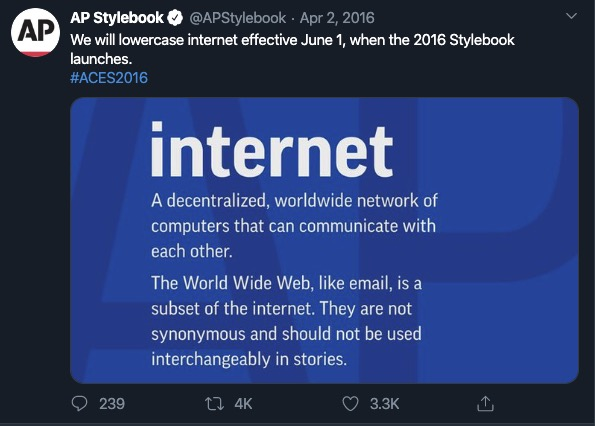 AP
AP Stylebook @APStylebook · Apr 2, 2016
We will lowercase internet effective June 1, when the 2016 Stylebook
launches.
#ACES2016
internet
A decentralized, worldwide network of
computers that can communicate with
each other.
The World Wide Web, like email, is a
subset of the internet. They are not
synonymous and should not be used
interchangeably in stories.
239 4K 3.3K